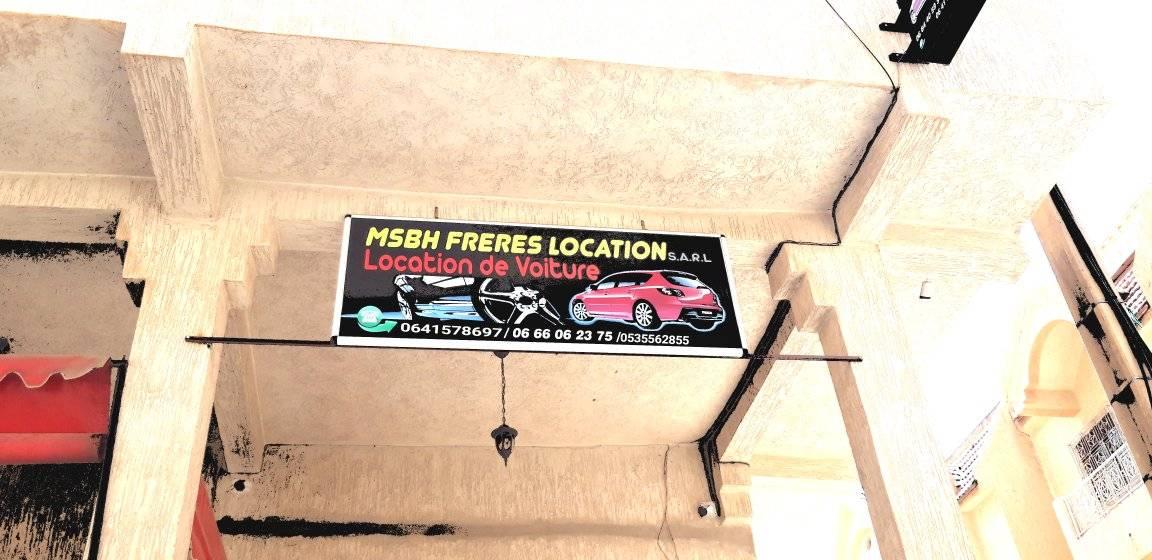 MSBH FRERES LOCATION S.A.R.L
Location de Voiture
0641578697/ 06 66 06 23 75 /0535562855